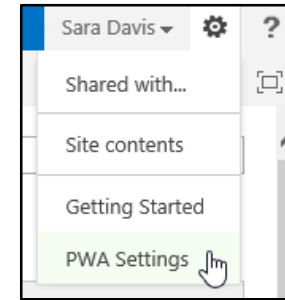 Sara Davis ?
Shared with...
Site contents
Getting Started
PWA Settings